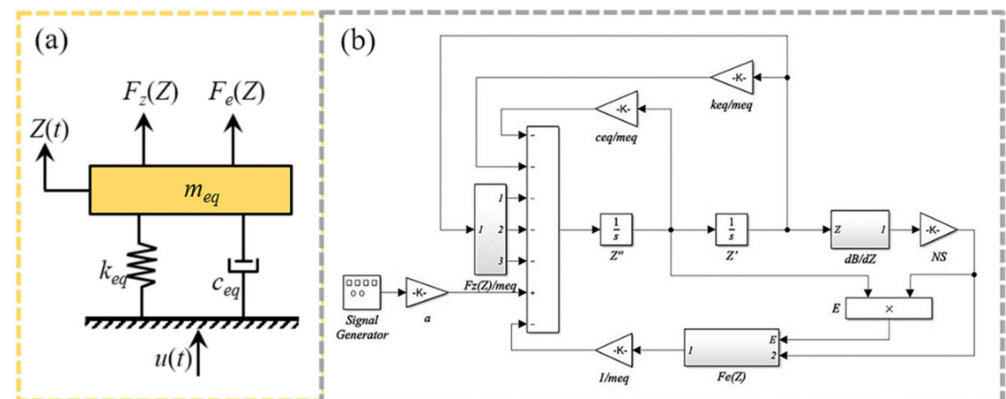 (a)
F_z(Z) F_e(Z)
Z(t)
m_eq
k_eq c_eq
u(t)
(b)
-K-
keq/meq
-K-
ceq/meq
1 1 2 3
Fz(Z)/meq
Signal
Generator
-K-
a
− − − − − + −
1/s
Z''
1/s
Z'
Z 1
dB/dZ
-K-
NS
E ×
E 2 1
Fe(Z)
-K-
1/meq